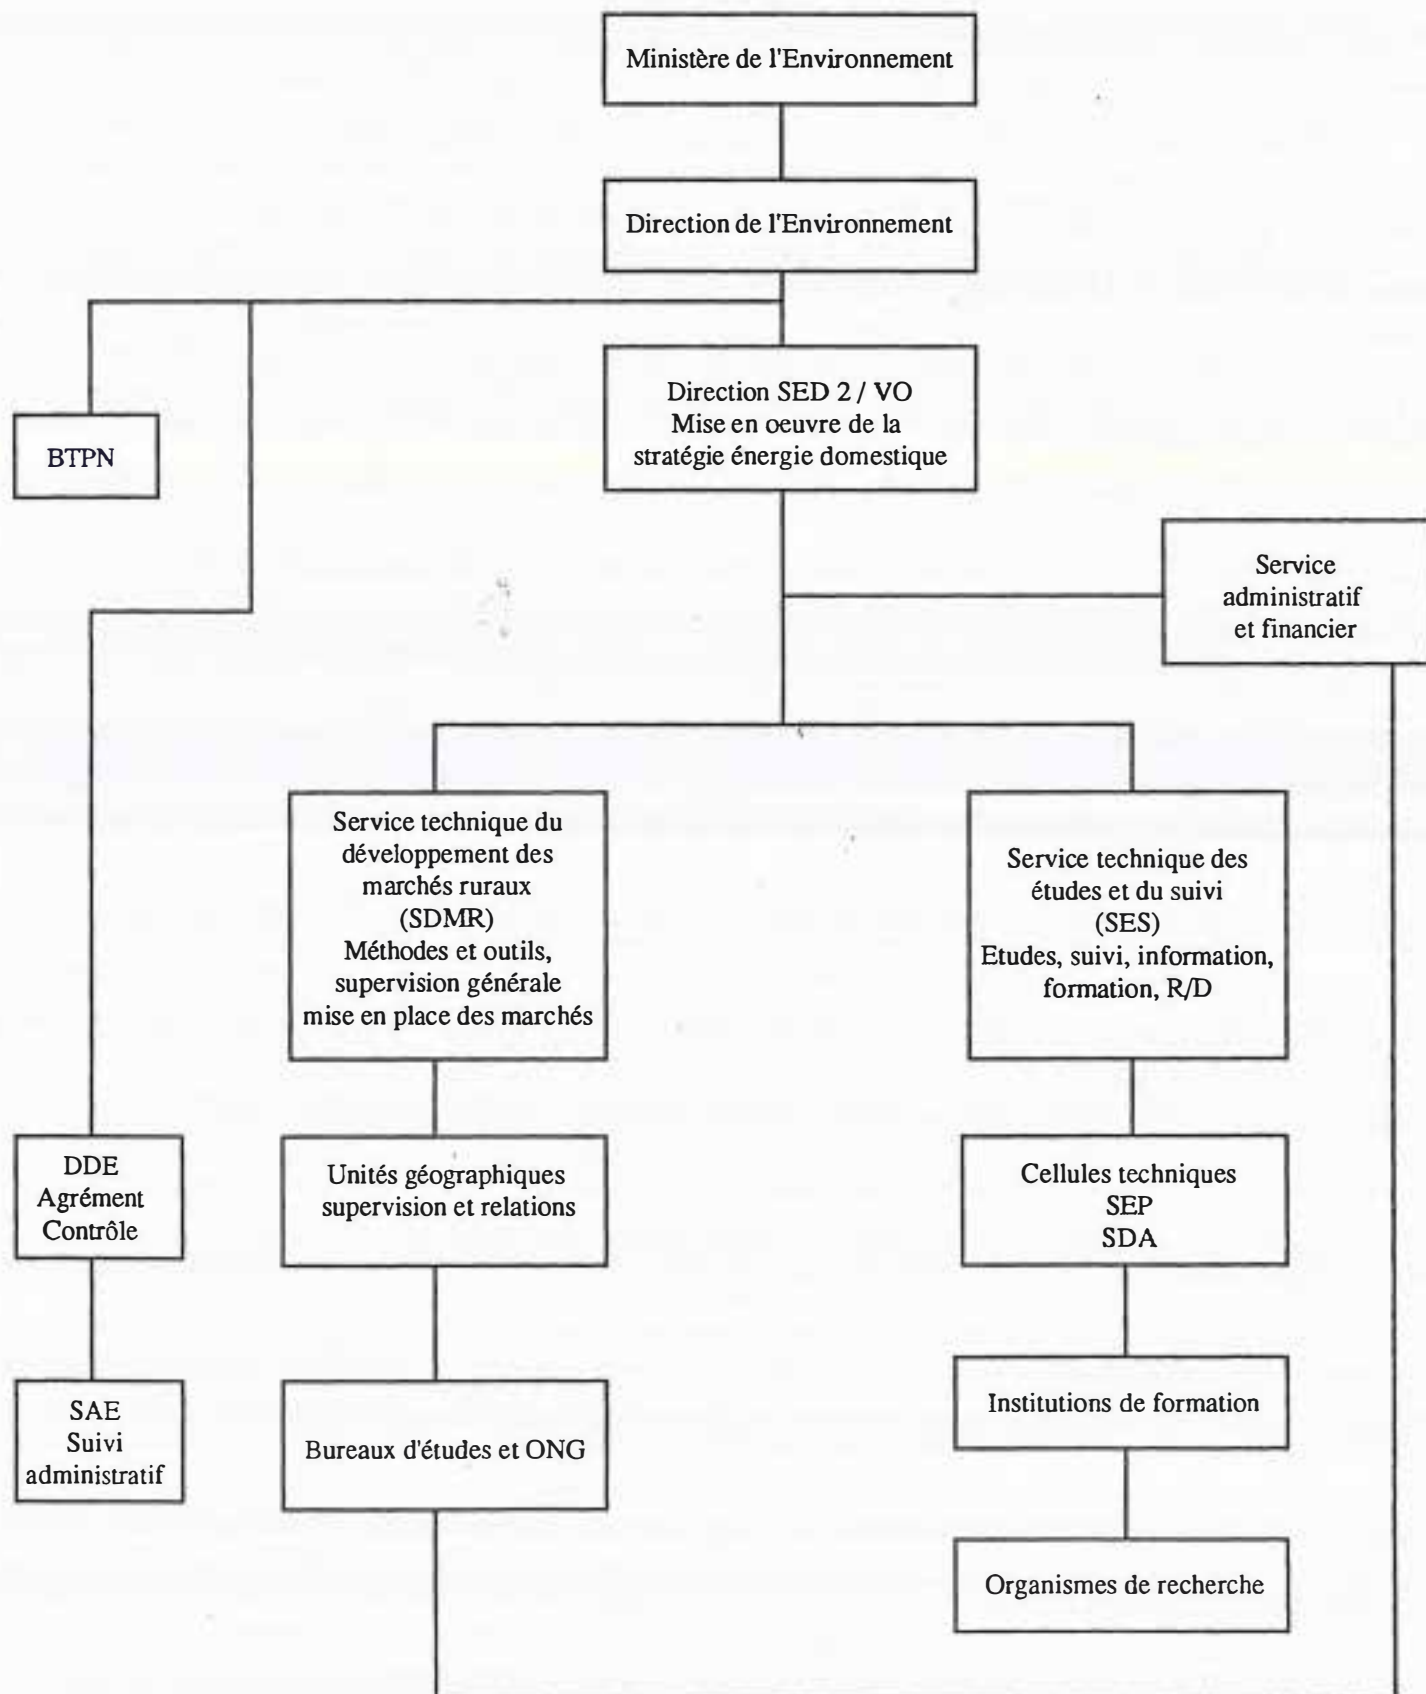 Ministère de l'Environnement
Direction de l'Environnement
Direction SED 2 / VO
Mise en oeuvre de la
stratégie énergie domestique
BTPN
Service
administratif
et financier
Service technique du
développement des
marchés ruraux
(SDMR)
Méthodes et outils,
supervision générale
mise en place des marchés
Service technique des
études et du suivi
(SES)
Etudes, suivi, information,
formation, R/D
DDE
Agrément
Contrôle
Unités géographiques
supervision et relations
Cellules techniques
SEP
SDA
SAE
Suivi
administratif
Bureaux d'études et ONG
Institutions de formation
Organismes de recherche